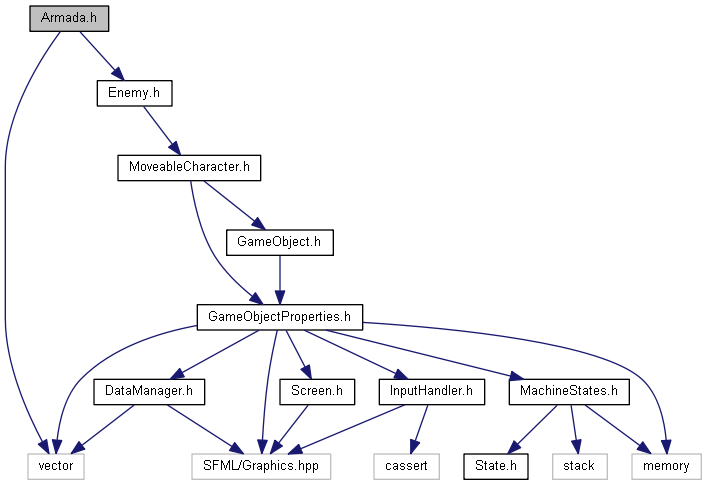 Armada.h
Enemy.h
MoveableCharacter.h
GameObject.h
GameObjectProperties.h
DataManager.h
Screen.h
InputHandler.h
MachineStates.h
vector
SFML/Graphics.hpp
cassert
State.h
stack
memory